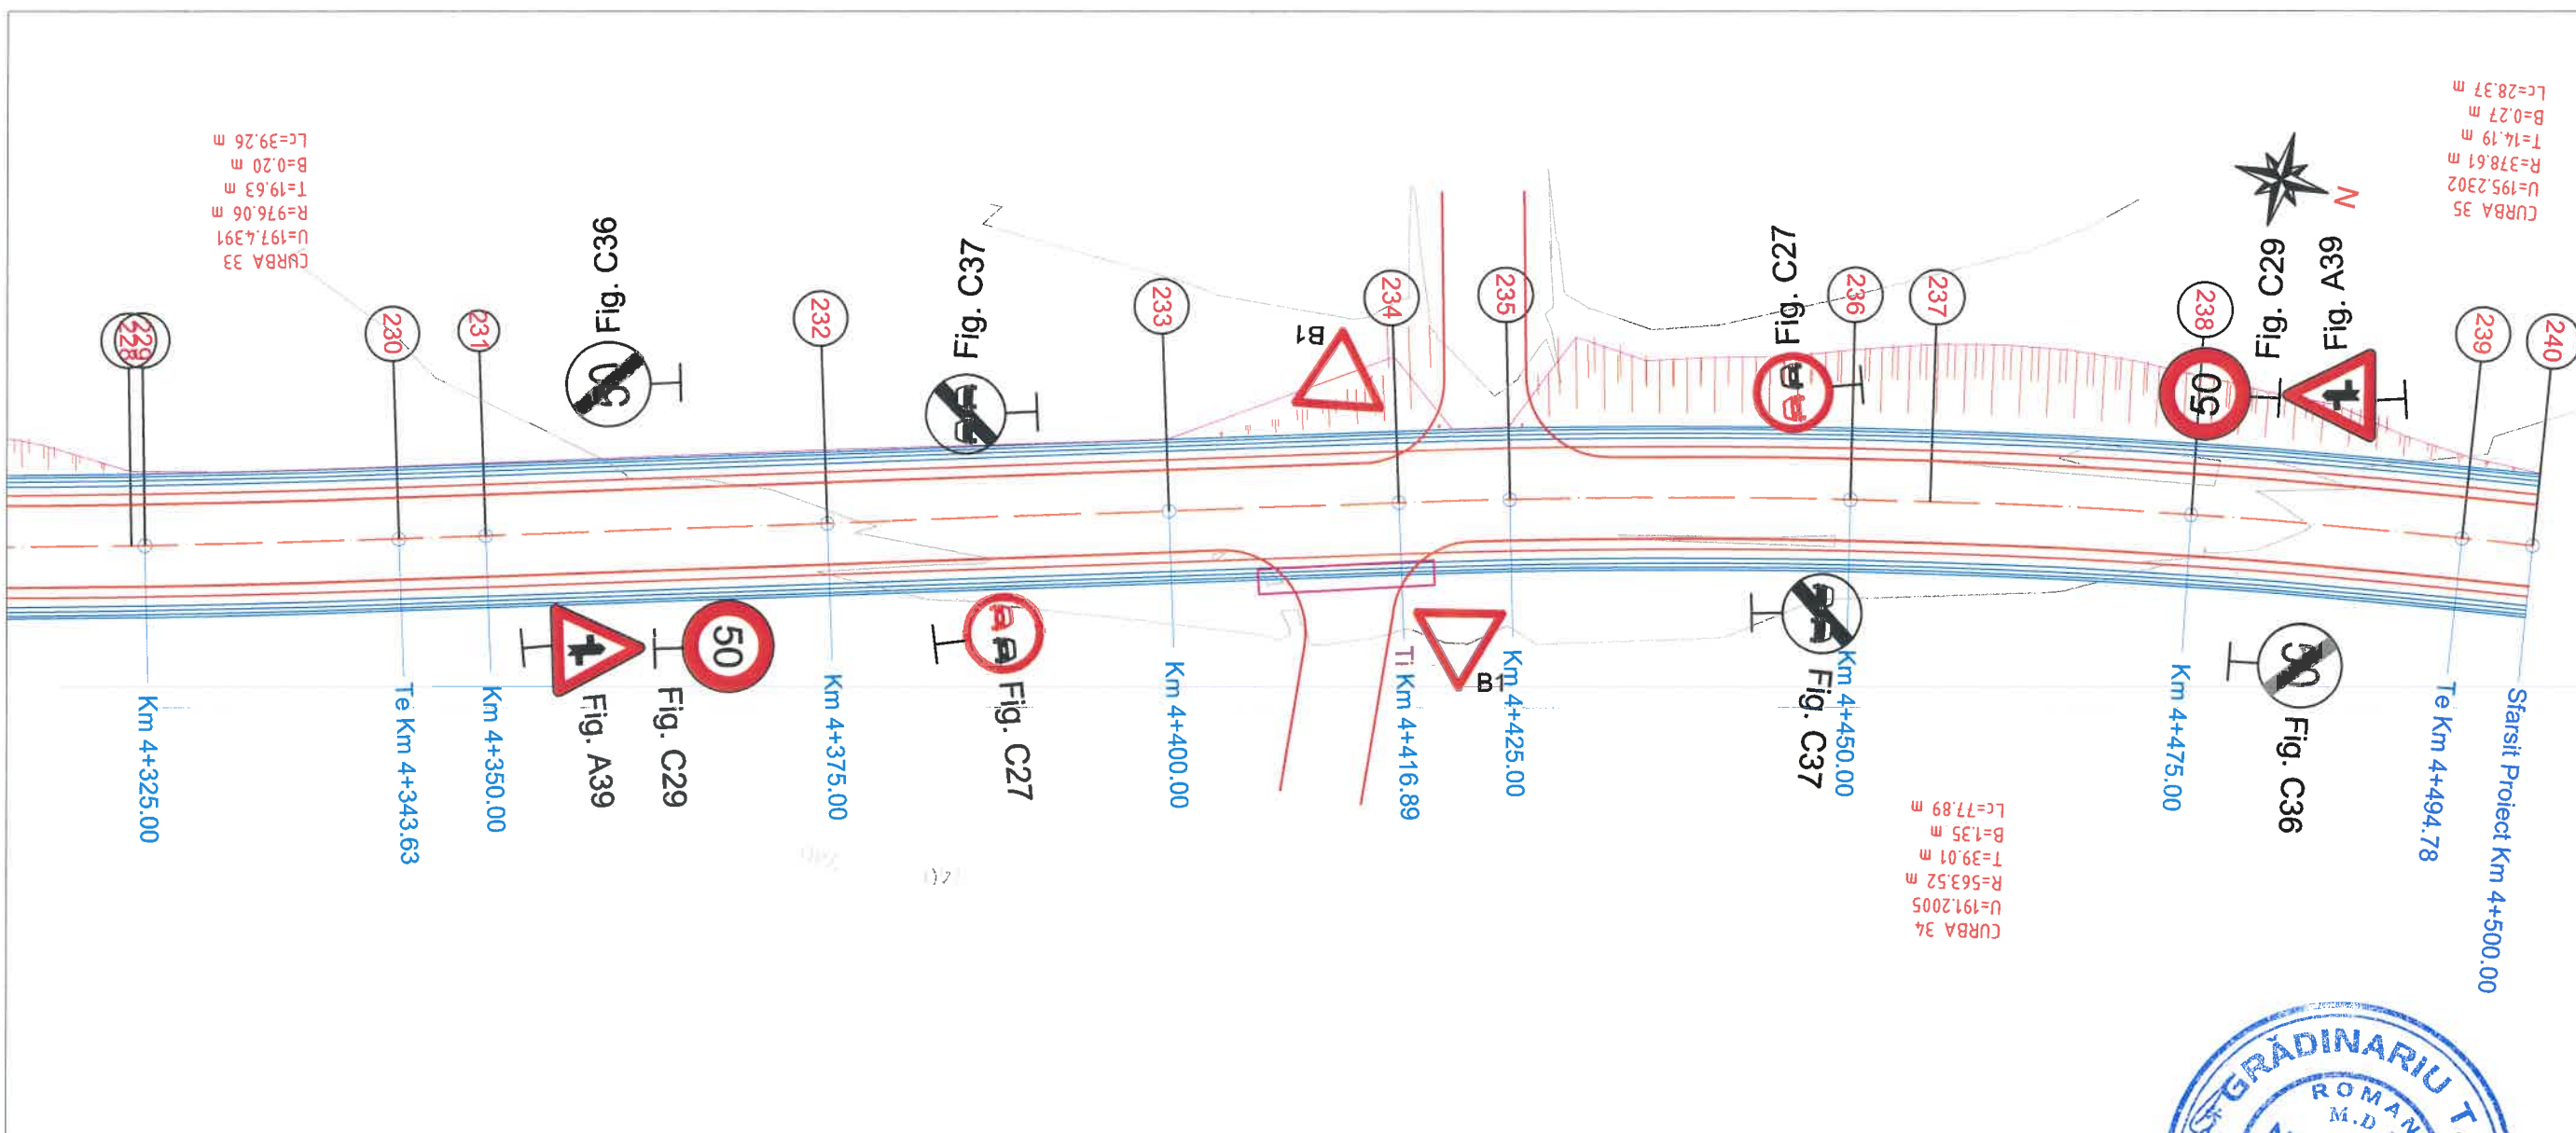 CURBA 33
U=197.4391
R=976.06 m
T=19.63 m
B=0.20 m
Lc=39.26 m
CURBA 35
U=195.2302
R=378.61 m
T=14.19 m
B=0.27 m
Lc=28.37 m
N
228
229
230
231
Fig. C36
50
232
Fig. C37
233
B1
234
235
Fig. C27
236
237
238
50
Fig. C29
Fig. A39
239
240
Km 4+325.00
Te Km 4+343.63
Km 4+350.00
Fig. A39
Fig. C29
50
Km 4+375.00
Fig. C27
Km 4+400.00
Ti Km 4+416.89
B1
Km 4+425.00
Fig. C37
Km 4+450.00
Km 4+475.00
Fig. C36
Te Km 4+494.78
Sfarsit Proiect Km 4+500.00
CURBA 34
U=191.2005
R=563.52 m
T=39.01 m
B=1.35 m
Lc=77.89 m
GRĂDINARIU
ROMAN
M.D